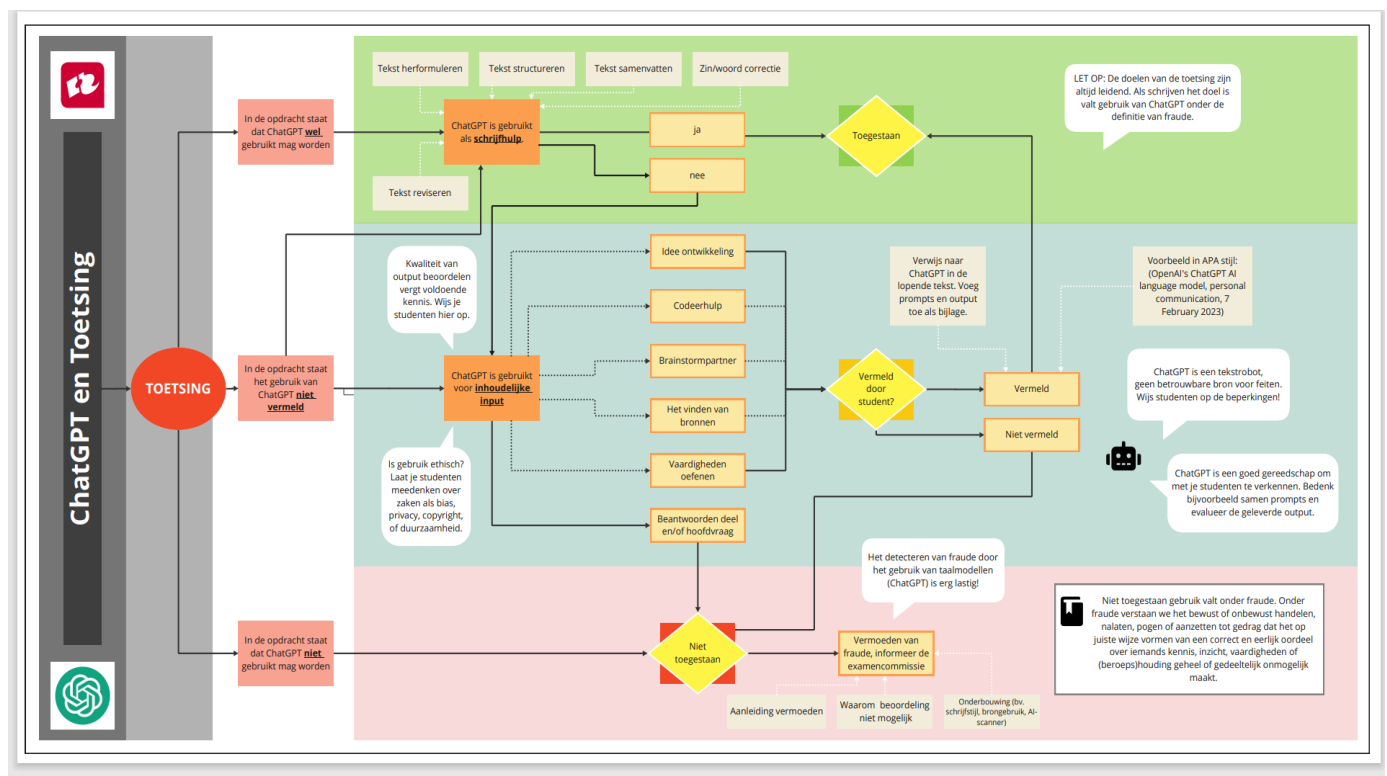 ChatGPT en Toetsing
TOETSING
In de opdracht staat
dat ChatGPT wel
gebruikt mag worden
In de opdracht staat
het gebruik van
ChatGPT niet
vermeld
In de opdracht staat
dat ChatGPT niet
gebruikt mag worden
Tekst herformuleren
Tekst structureren
Tekst samenvatten
Zin/woord correctie
ChatGPT is gebruikt
als schrijfhulp.
Tekst reviseren
ja
nee
Toegestaan
LET OP: De doelen van de toetsing zijn
altijd leidend. Als schrijven het doel is
valt gebruik van ChatGPT onder de
definitie van fraude.
Kwaliteit van
output beoordelen
vergt voldoende
kennis. Wijs je
studenten hier op.
ChatGPT is gebruikt
voor inhoudelijke
input
Is gebruik ethisch?
Laat je studenten
meedenken over
zaken als bias,
privacy, copyright,
of duurzaamheid.
Idee ontwikkeling
Codeerhulp
Brainstormpartner
Het vinden van
bronnen
Vaardigheden
oefenen
Beantwoorden deel
en/of hoofdvraag
Vermeld
door
student?
Verwijs naar
ChatGPT in de
lopende tekst. Voeg
prompts en output
toe als bijlage.
Voorbeeld in APA stijl:
(OpenAI's ChatGPT AI
language model, personal
communication, 7
February 2023)
Vermeld
Niet vermeld
ChatGPT is een tekstrobot,
geen betrouwbare bron voor feiten.
Wijs studenten op de beperkingen!
ChatGPT is een goed gereedschap om
met je studenten te verkennen. Bedenk
bijvoorbeeld samen prompts en
evalueer de geleverde output.
Het detecteren van fraude door
het gebruik van taalmodellen
(ChatGPT) is erg lastig!
Niet
toegestaan
Vermoeden van
fraude, informeer de
examencommissie
Aanleiding vermoeden
Waarom beoordeling
niet mogelijk
Onderbouwing (bv.
schrijfstijl, brongebruik, AI-
scanner)
Niet toegestaan gebruik valt onder fraude. Onder
fraude verstaan we het bewust of onbewust handelen,
nalaten, pogen of aanzetten tot gedrag dat het op
juiste wijze vormen van een correct en eerlijk oordeel
over iemands kennis, inzicht, vaardigheden of
(beroeps)houding geheel of gedeeltelijk onmogelijk
maakt.